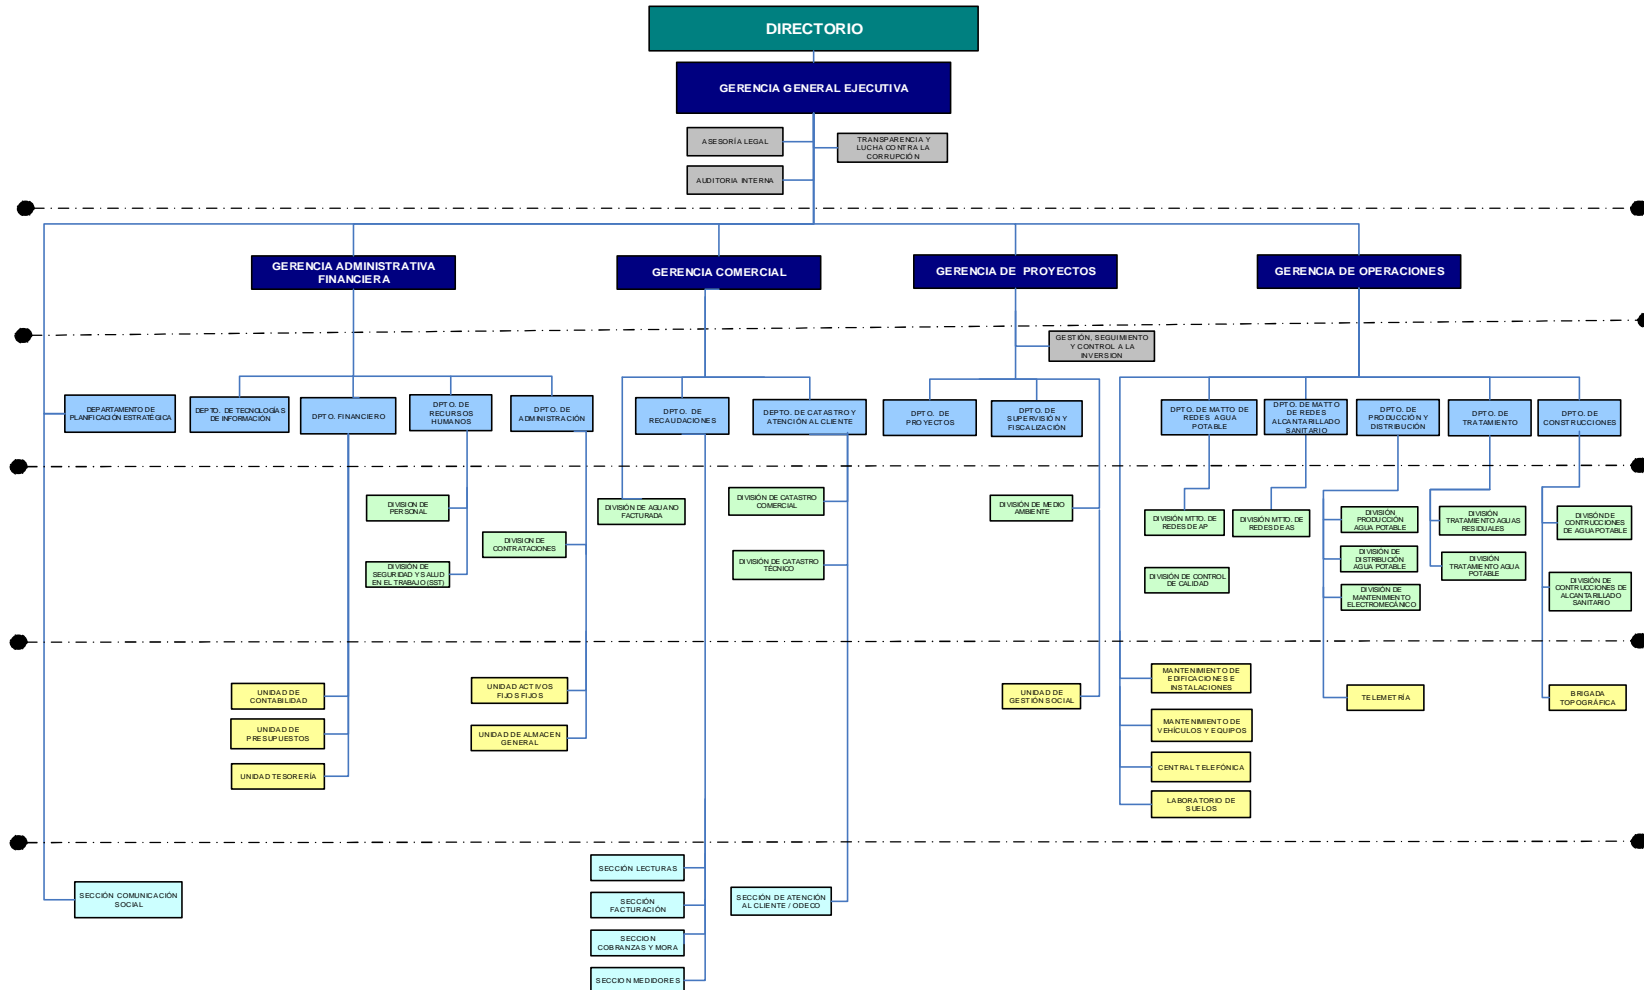 DIRECTORIO
GERENCIA GENERAL EJECUTIVA
ASESORÍA LEGAL
TRANSPARENCIA Y
LUCHA CONTRA LA
CORRUPCIÓN
AUDITORIA INTERNA
GERENCIA ADMINISTRATIVA
FINANCIERA
GERENCIA COMERCIAL
GERENCIA DE PROYECTOS
GERENCIA DE OPERACIONES
GESTIÓN, SEGUIMIENTO
Y CONTROL A LA
INVERSION
DEPARTAMENTO DE
PLANIFICACIÓN ESTRATÉGICA
DEPTO. DE TECNOLOGÍAS
DE INFORMACIÓN
DPTO. FINANCIERO
DPTO. DE
RECURSOS
HUMANOS
DPTO. DE
ADMINISTRACIÓN
DPTO. DE
RECAUDACIONES
DEPTO. DE CATASTRO Y
ATENCIÓN AL CLIENTE
DPTO. DE
PROYECTOS
DPTO. DE
SUPERVISIÓN Y
FISCALIZACIÓN
DPTO. DE MATTO DE
REDES AGUA
POTABLE
DPTO. DE MATTO
DE REDES
ALCANTARILLADO
SANITARIO
DPTO. DE
PRODUCCIÓN Y
DISTRIBUCIÓN
DPTO. DE
TRATAMIENTO
DPTO. DE
CONSTRUCCIONES
DIVISION DE
PERSONAL
DIVISION DE
CONTRATACIONES
DIVISIÓN DE
SEGURIDAD Y SALUD
EN EL TRABAJO (SST)
DIVISIÓN DE AGUA NO
FACTURADA
DIVISIÓN DE CATASTRO
COMERCIAL
DIVISIÓN DE CATASTRO
TÉCNICO
DIVISIÓN DE MEDIO
AMBIENTE
DIVISIÓN MTTO. DE
REDES DE AP
DIVISIÓN MTTO. DE
REDES DE AS
DIVISIÓN DE CONTROL
DE CALIDAD
DIVISIÓN
PRODUCCIÓN
AGUA POTABLE
DIVISIÓN DE
DISTRIBUCIÓN
AGUA POTABLE
DIVISIÓN DE
MANTENIMIENTO
ELECTROMECÁNICO
DIVISIÓN
TRATAMIENTO AGUAS
RESIDUALES
DIVISIÓN
TRATAMIENTO AGUA
POTABLE
DIVISÓN DE
CONTRUCCIONES
DE AGUA POTABLE
DIVISIÓN DE
CONTRUCCIONES DE
ALCANTARILLADO
SANITARIO
UNIDAD DE
CONTABILIDAD
UNIDAD DE
PRESUPUESTOS
UNIDAD TESORERÍA
UNIDAD ACTIVOS
FIJOS FIJOS
UNIDAD DE ALMACEN
GENERAL
UNIDAD DE
GESTIÓN SOCIAL
MANTENIMIENTO DE
EDIFICACIONES E
INSTALACIONES
MANTENIMIENTO DE
VEHÍCULOS Y EQUIPOS
CENTRAL TELEFÓNICA
LABORATORIO DE
SUELOS
TELEMETRÍA
BRIGADA
TOPOGRÁFICA
SECCIÓN COMUNICACIÓN
SOCIAL
SECCIÓN LECTURAS
SECCIÓN
FACTURACIÓN
SECCION
COBRANZAS Y MORA
SECCION MEDIDORES
SECCIÓN DE ATENCIÓN
AL CLIENTE / ODECO